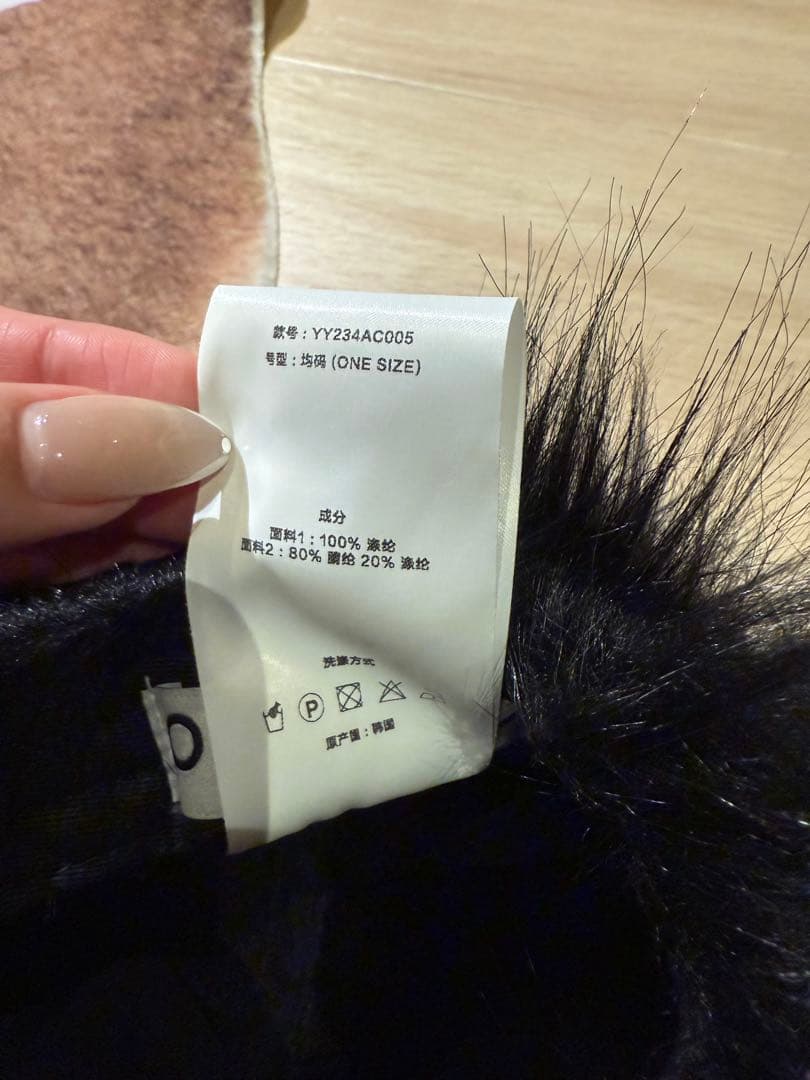 款号：YY234AC005
号型：均码 (ONE SIZE)
成分
面料1：100% 涤纶
面料2：80% 腈纶 20% 涤纶
洗涤方式
P
原产国：韩国
O